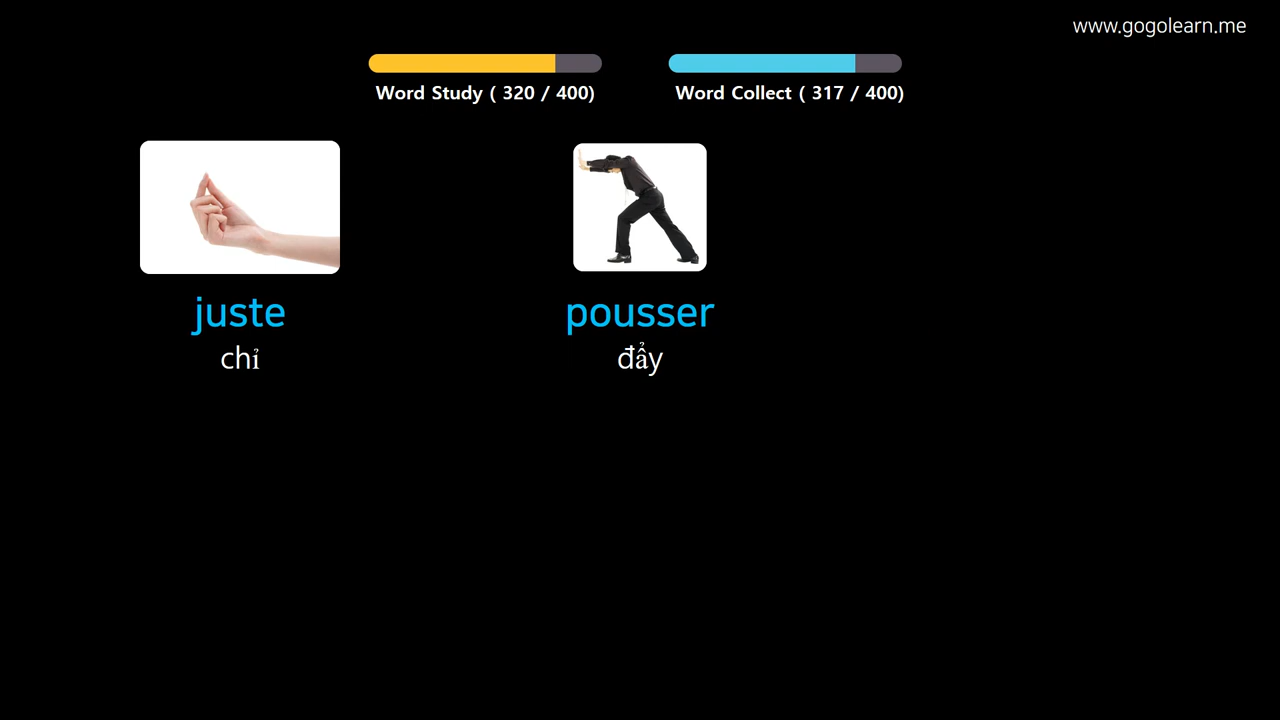 www.gogolearn.me
Word Study ( 320 / 400)
Word Collect ( 317 / 400)
juste
chỉ
pousser
đẩy